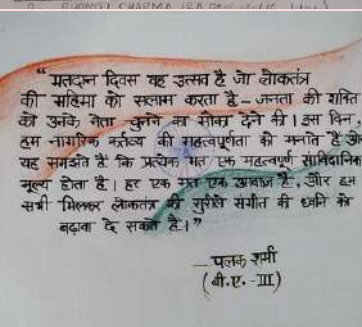 “मतदान दिवस वह उत्सव है जो लोकतंत्र
की महिमा को सलाम करता है – जनता की शक्ति
को उनके नेता चुनने का मौका देने की। इस दिन,
हम नागरिक कर्तव्य की महत्वपूर्णता को मनाते हैं और
यह समझते हैं कि प्रत्येक मत एक महत्वपूर्ण सांविधानिक
मूल्य होता है। हर एक मत एक आवाज है, और हम
सभी मिलकर लोकतंत्र की सुरीले संगीत की ध्वनि को
बढ़ावा दे सकते हैं।”
– पलक शर्मा
(बी.ए.-III)